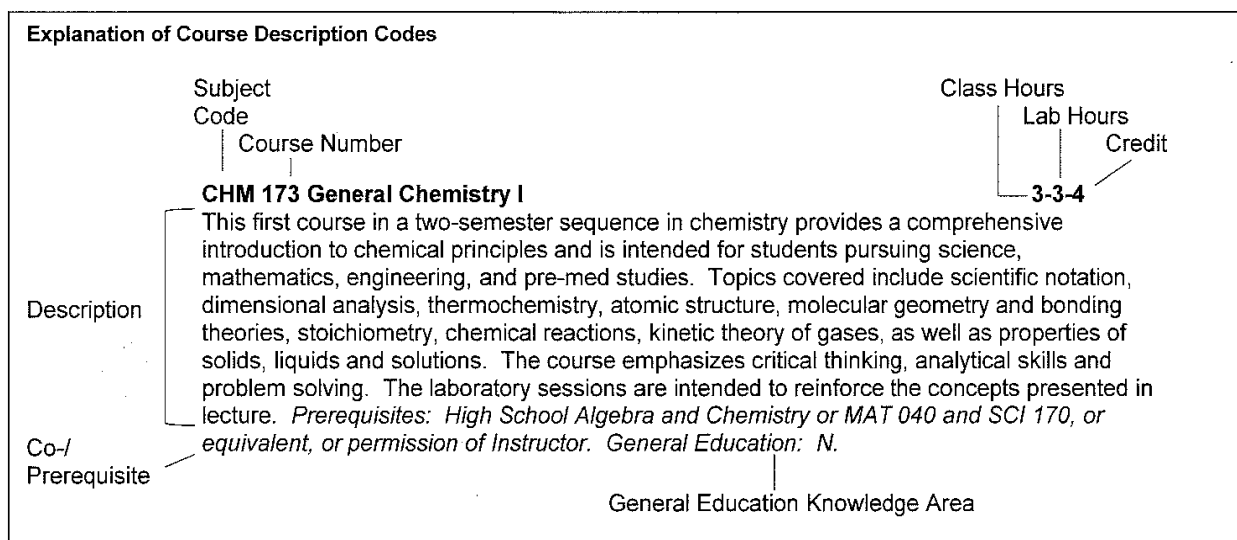 Explanation of Course Description Codes
Subject
Code
Course Number
Class Hours
Lab Hours
Credit
CHM 173 General Chemistry I 3-3-4
This first course in a two-semester sequence in chemistry provides a comprehensive
introduction to chemical principles and is intended for students pursuing science,
mathematics, engineering, and pre-med studies. Topics covered include scientific notation,
dimensional analysis, thermochemistry, atomic structure, molecular geometry and bonding
theories, stoichiometry, chemical reactions, kinetic theory of gases, as well as properties of
solids, liquids and solutions. The course emphasizes critical thinking, analytical skills and
problem solving. The laboratory sessions are intended to reinforce the concepts presented in
lecture. Prerequisites: High School Algebra and Chemistry or MAT 040 and SCI 170, or
equivalent, or permission of Instructor. General Education: N.
Description
Co-/
Prerequisite
General Education Knowledge Area